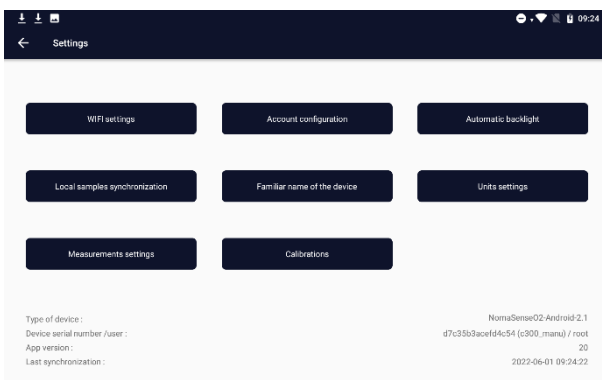 09:24
Settings
WIFI settings
Account configuration
Automatic backlight
Local samples synchronization
Familiar name of the device
Units settings
Measurements settings
Calibrations
Type of device : NomaSenseO2-Android-2.1
Device serial number /user : d7c35b3acefd4c54 (c300_manu) / root
App version : 20
Last synchronization : 2022-06-01 09:24:22